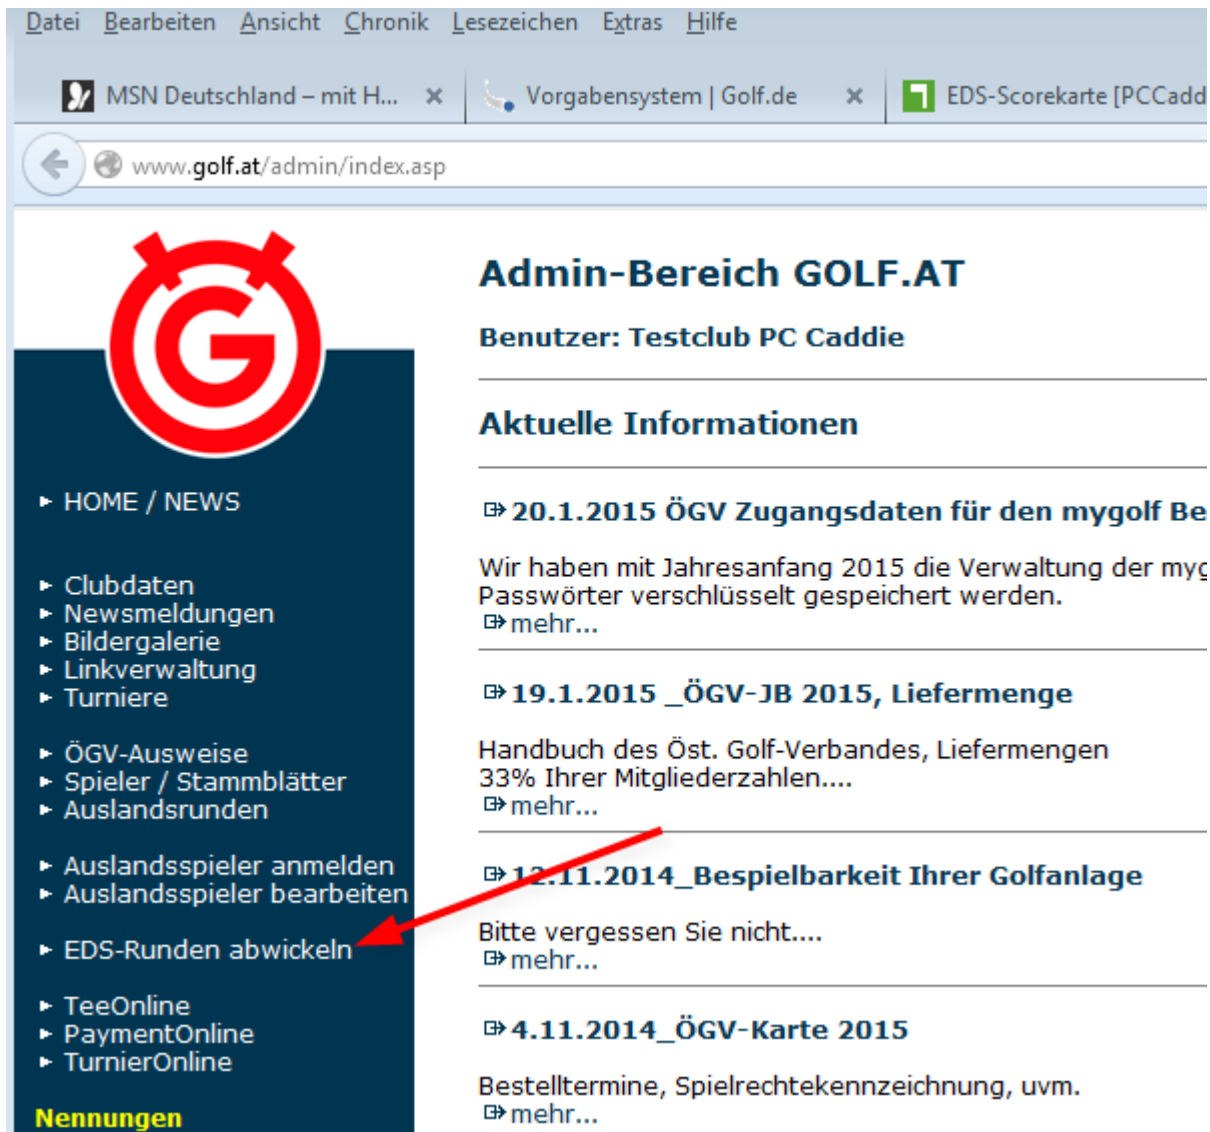 Datei Bearbeiten Ansicht Chronik Lesezeichen Extras Hilfe
MSN Deutschland – mit H... Vorgabensystem | Golf.de EDS-Scorekarte [PCCadd
www.golf.at/admin/index.asp
G
HOME / NEWS
Clubdaten
Newsmeldungen
Bildergalerie
Linkverwaltung
Turniere
ÖGV-Ausweise
Spieler / Stammblätter
Auslandsrunden
Auslandsspieler anmelden
Auslandsspieler bearbeiten
EDS-Runden abwickeln
TeeOnline
PaymentOnline
TurnierOnline
Nennungen
Admin-Bereich GOLF.AT
Benutzer: Testclub PC Caddie
Aktuelle Informationen
20.1.2015 ÖGV Zugangsdaten für den mygolf Be
Wir haben mit Jahresanfang 2015 die Verwaltung der myg
Passwörter verschlüsselt gespeichert werden.
mehr...
19.1.2015 _ÖGV-JB 2015, Liefermenge
Handbuch des Öst. Golf-Verbandes, Liefermengen
33% Ihrer Mitgliederzahlen....
mehr...
12.11.2014_Bespielbarkeit Ihrer Golfanlage
Bitte vergessen Sie nicht....
mehr...
4.11.2014_ÖGV-Karte 2015
Bestelltermine, Spielrechtekennzeichnung, uvm.
mehr...